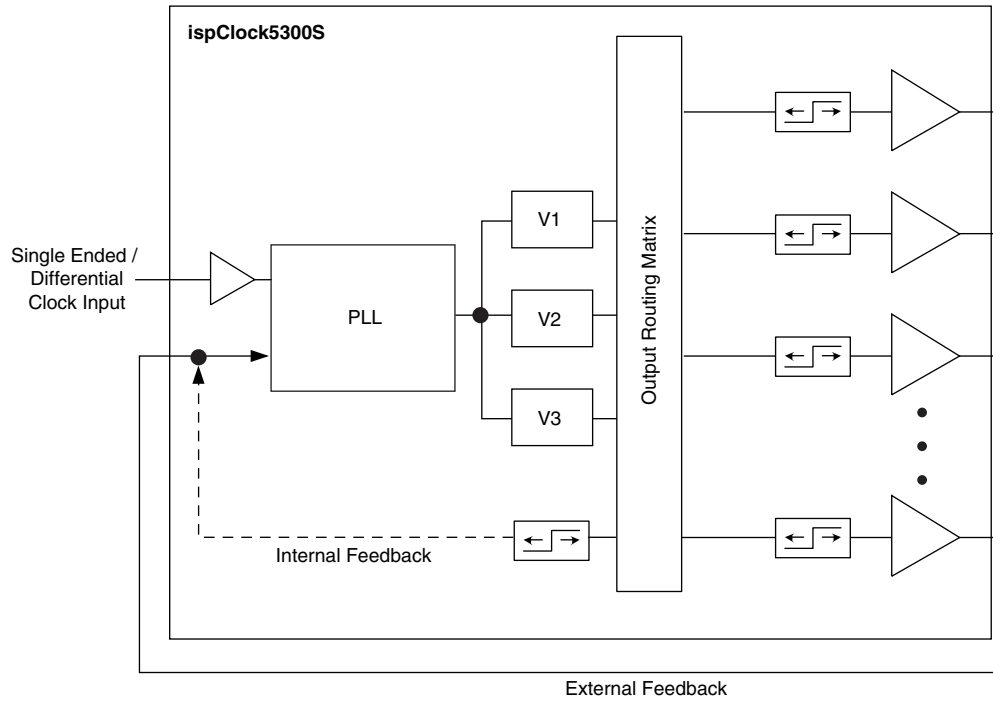 ispClock5300S
Single Ended /
Differential
Clock Input
PLL
V1
V2
V3
Output Routing Matrix
Internal Feedback
External Feedback